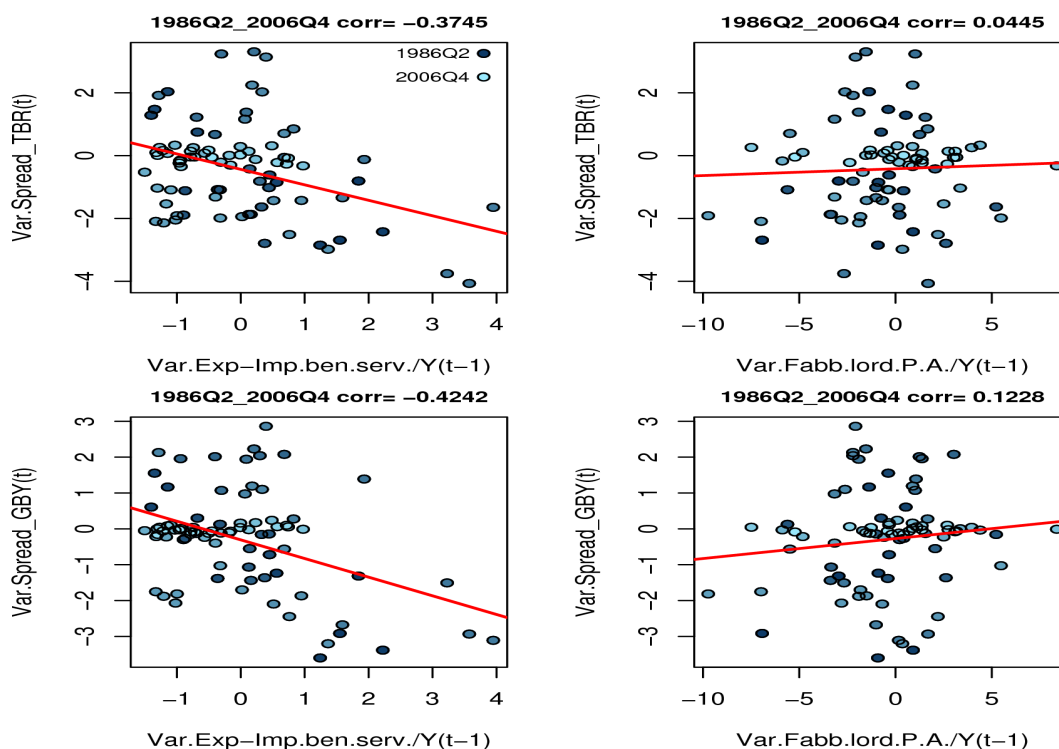 1986Q2_2006Q4 corr= −0.3745
Var.Spread_TBR(t)
2
0
−2
−4
1986Q2
2006Q4
−1 0 1 2 3 4
Var.Exp−Imp.ben.serv./Y(t−1)
1986Q2_2006Q4 corr= 0.0445
Var.Spread_TBR(t)
2
0
−2
−4
−10 −5 0 5
Var.Fabb.lord.P.A./Y(t−1)
1986Q2_2006Q4 corr= −0.4242
Var.Spread_GBY(t)
3
2
1
0
−1
−2
−3
−1 0 1 2 3 4
Var.Exp−Imp.ben.serv./Y(t−1)
1986Q2_2006Q4 corr= 0.1228
Var.Spread_GBY(t)
3
2
1
0
−1
−2
−3
−10 −5 0 5
Var.Fabb.lord.P.A./Y(t−1)